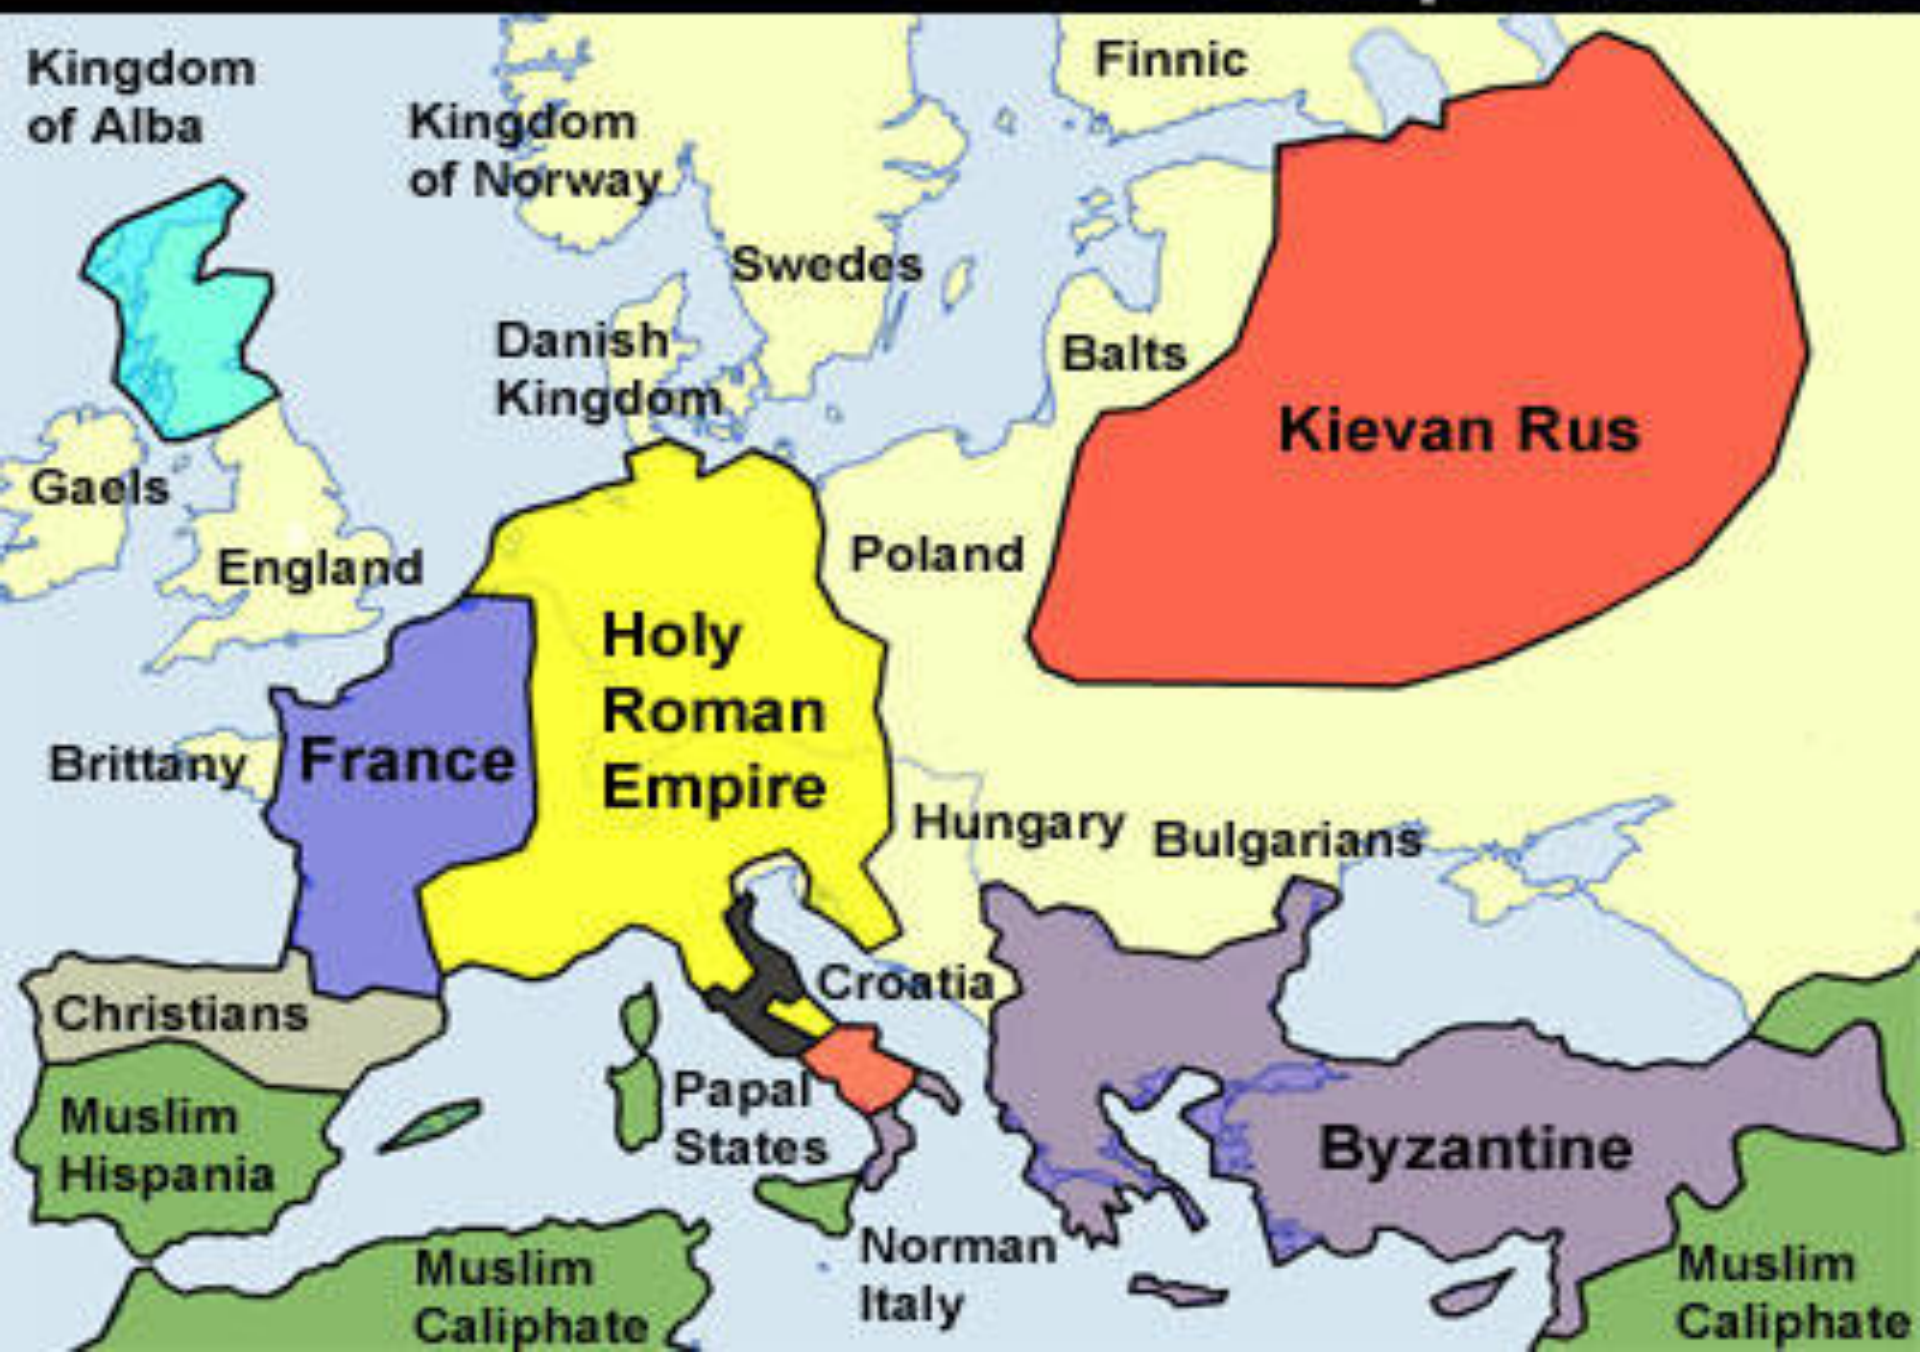 Kingdom
of Alba
Kingdom
of Norway
Finnic
Swedes
Danish
Kingdom
Balts
Kievan Rus
Gaels
England
Poland
Holy
Roman
Empire
Brittany
France
Hungary
Bulgarians
Croatia
Christians
Papal
States
Muslim
Hispania
Byzantine
Norman
Italy
Muslim
Caliphate
Muslim
Caliphate